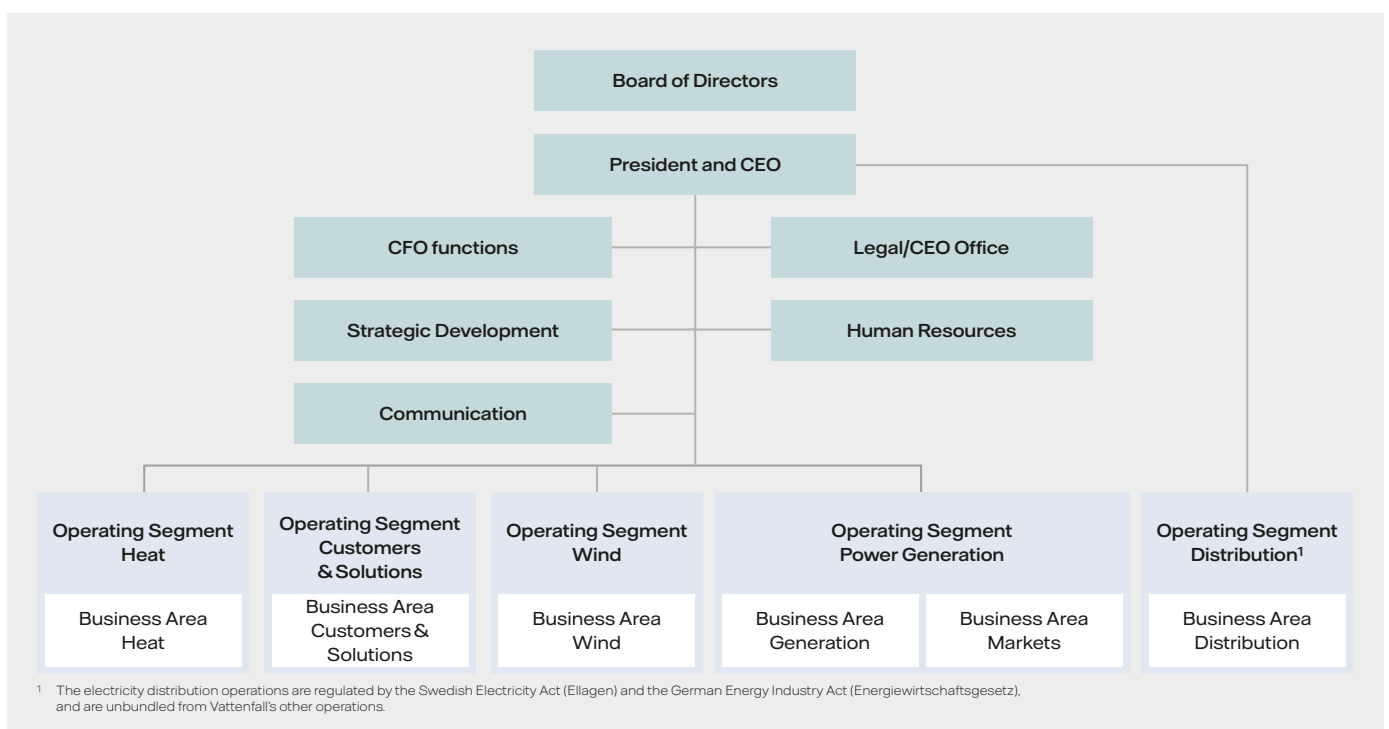 Board of Directors
President and CEO
CFO functions
Legal/CEO Office
Strategic Development
Human Resources
Communication
Operating Segment
Heat
Business Area
Heat
Operating Segment
Customers
& Solutions
Business Area
Customers &
Solutions
Operating Segment
Wind
Business Area
Wind
Operating Segment
Power Generation
Business Area
Generation
Business Area
Markets
Operating Segment
Distribution¹
Business Area
Distribution
¹ The electricity distribution operations are regulated by the Swedish Electricity Act (Ellagen) and the German Energy Industry Act (Energiewirtschaftsgesetz),
and are unbundled from Vattenfall's other operations.